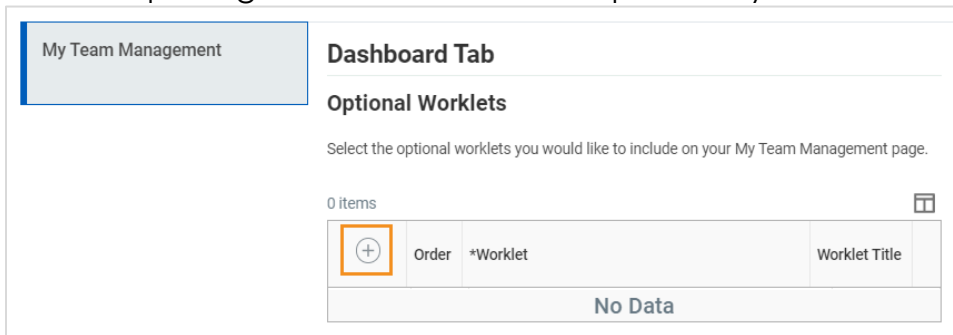 My Team Management
Dashboard Tab
Optional Worklets
Select the optional worklets you would like to include on your My Team Management page.
0 items
Order *Worklet Worklet Title
No Data